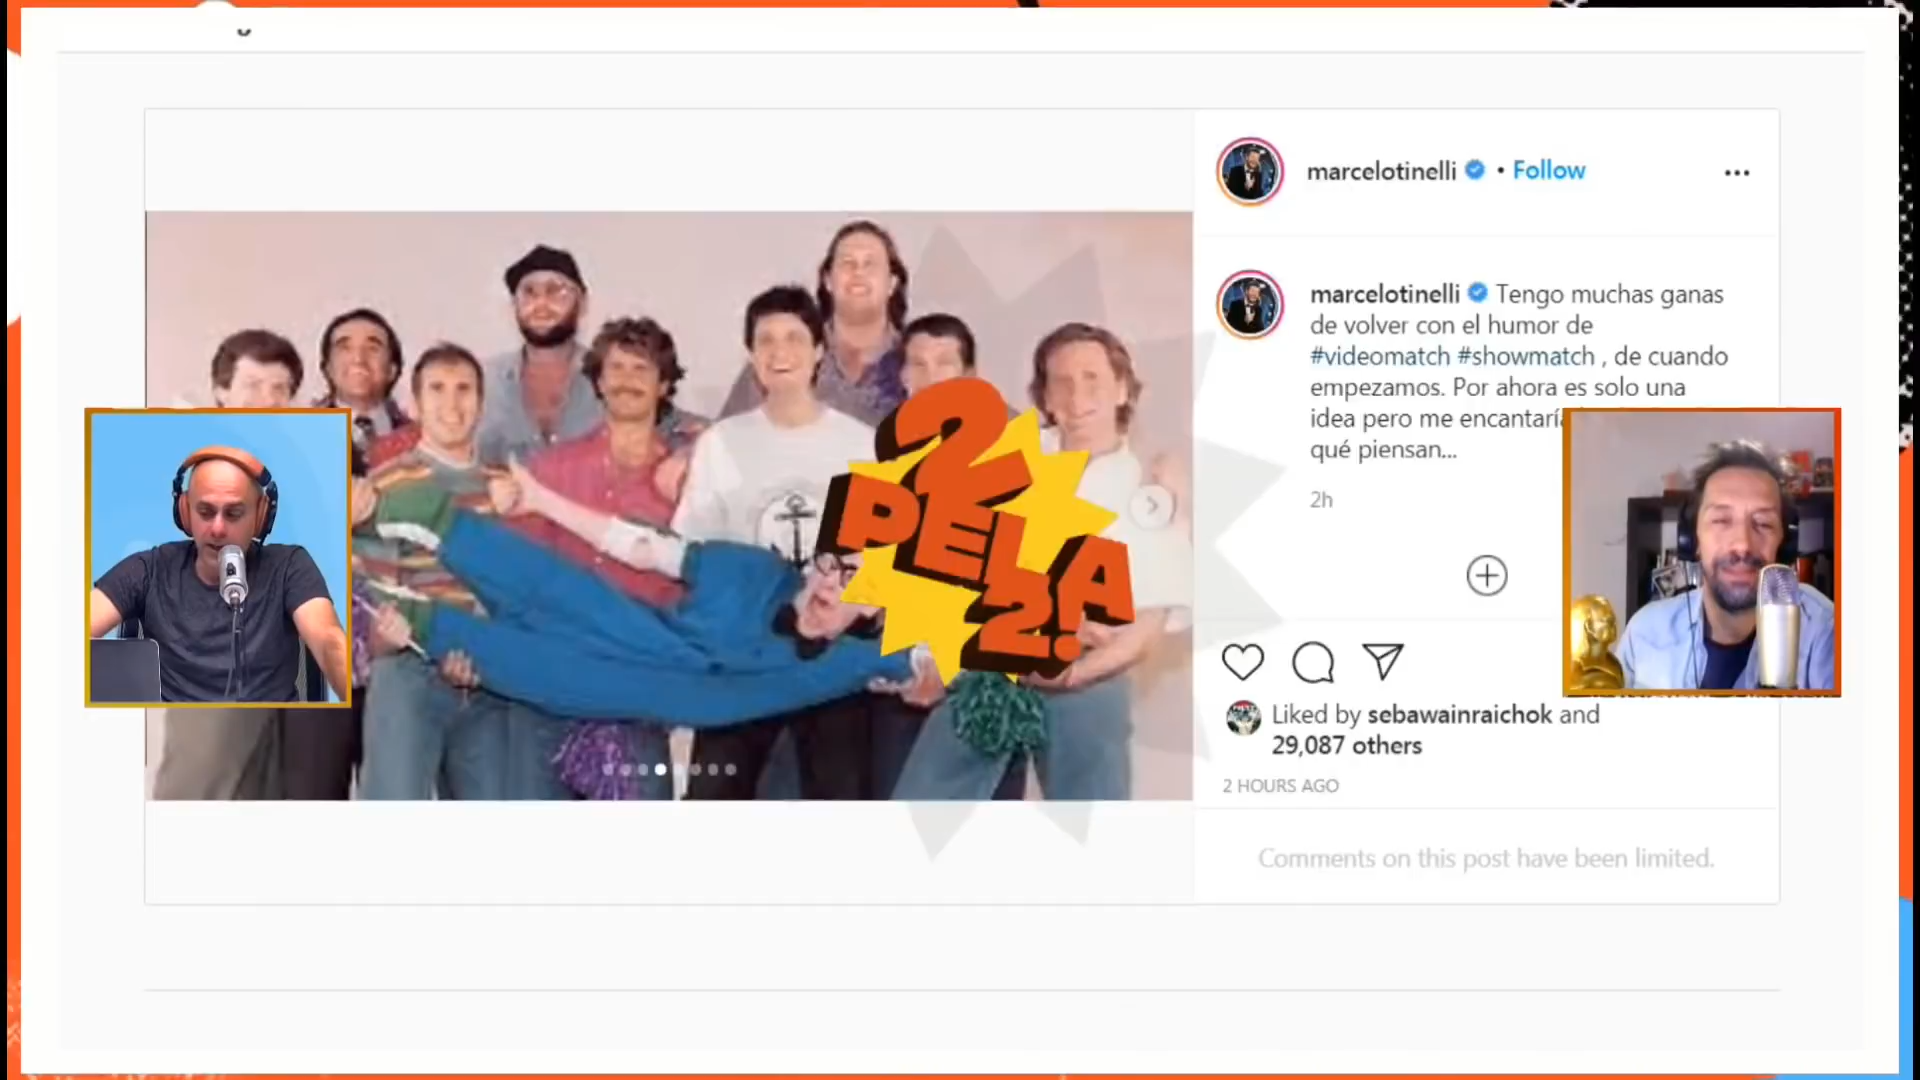 marcelotinelli • Follow
marcelotinelli Tengo muchas ganas
de volver con el humor de
#videomatch #showmatch , de cuando
empezamos. Por ahora es solo una
idea pero me encantaría
qué piensan...
2h
2
PELA
2.
Liked by sebawainraichok and
29,087 others
2 HOURS AGO
Comments on this post have been limited.